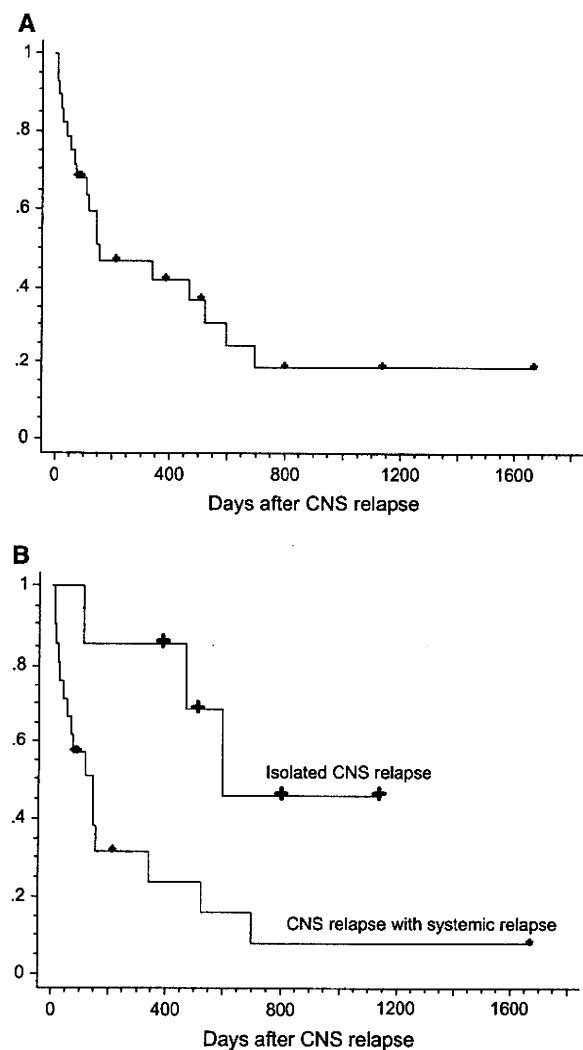 A
1
.8
.6
.4
.2
0
0 400 800 1200 1600
Days after CNS relapse
B
1
.8
.6
.4
.2
0
Isolated CNS relapse
CNS relapse with systemic relapse
0 400 800 1200 1600
Days after CNS relapse